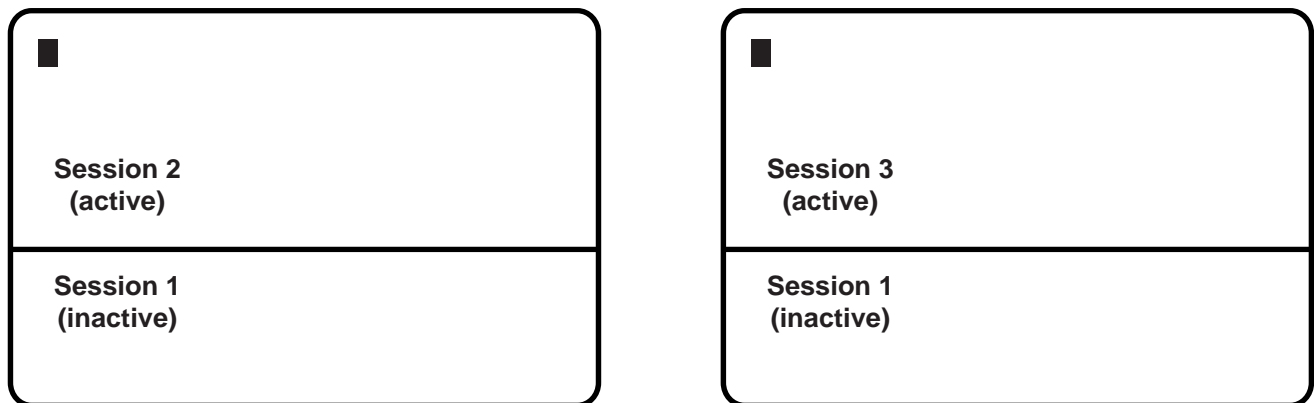 Session 2
(active)
Session 1
(inactive)
Session 3
(active)
Session 1
(inactive)